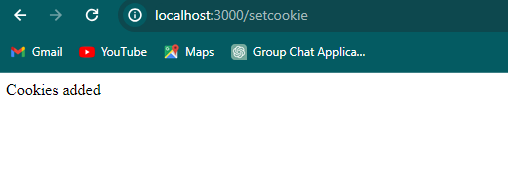 localhost:3000/setcookie
Gmail YouTube Maps Group Chat Applica...
Cookies added